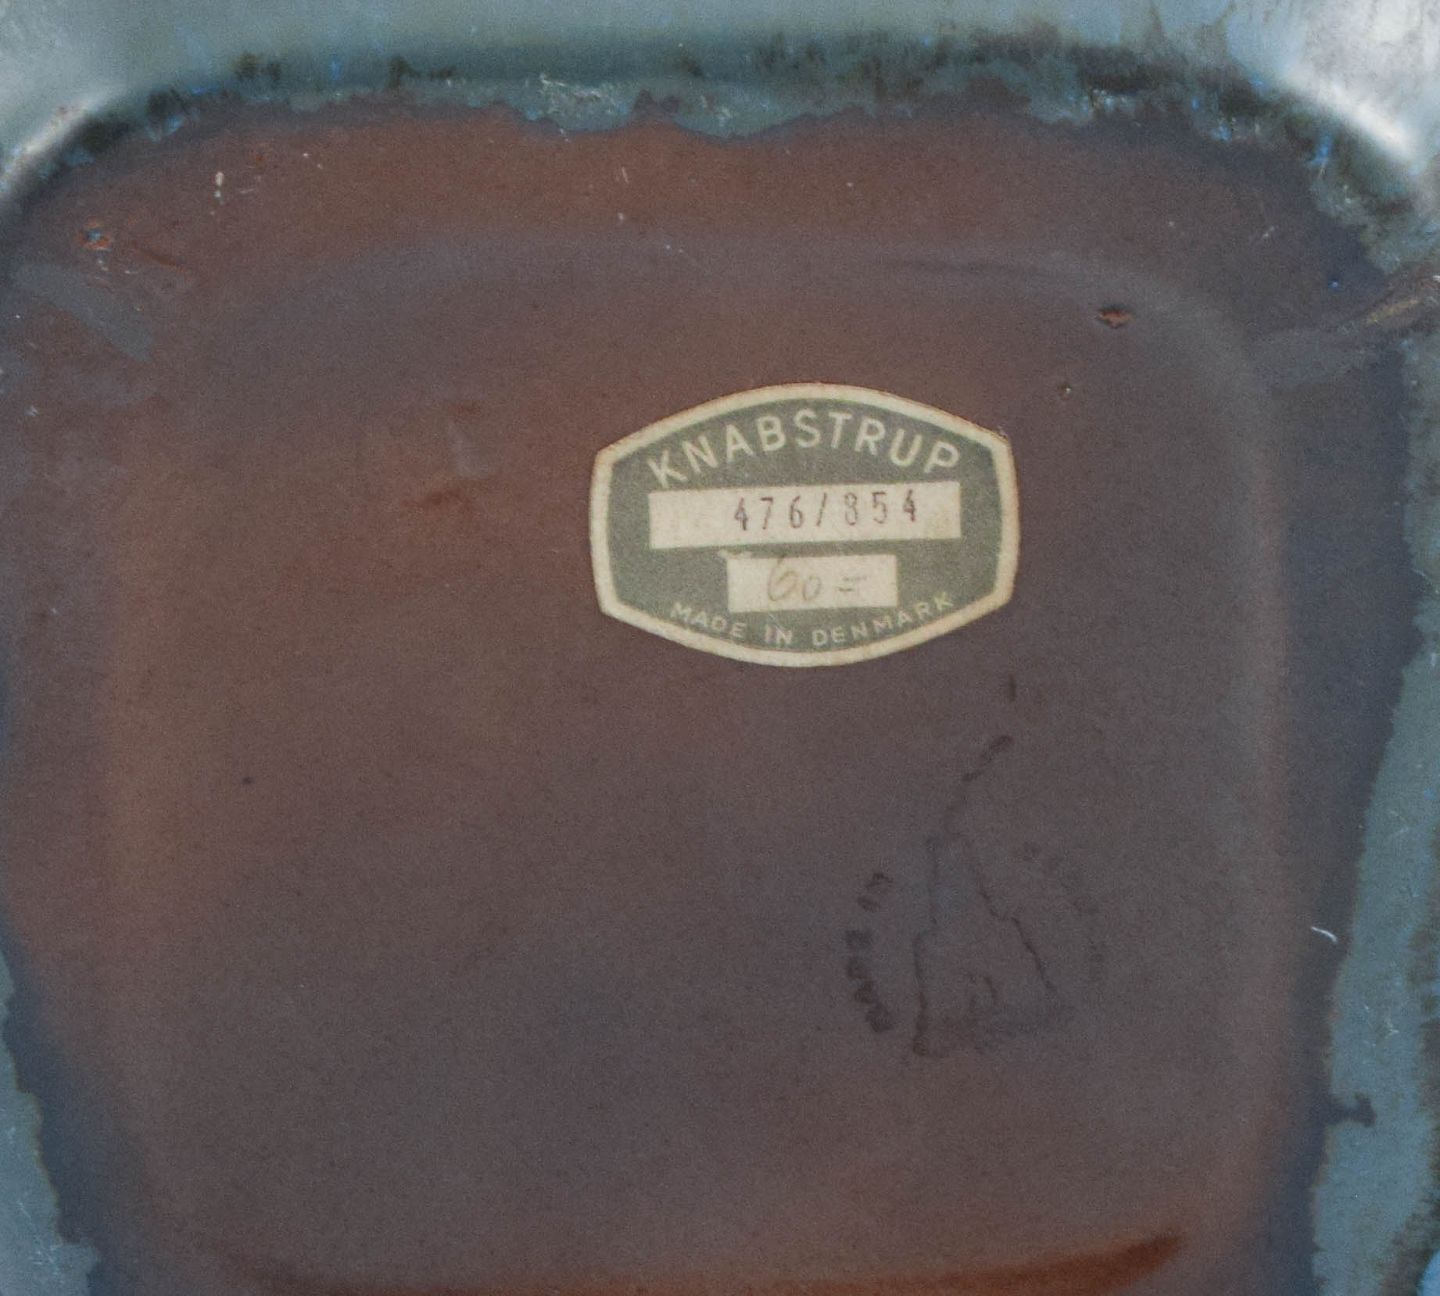 KNABSTRUP
476/854
60=
MADE IN DENMARK